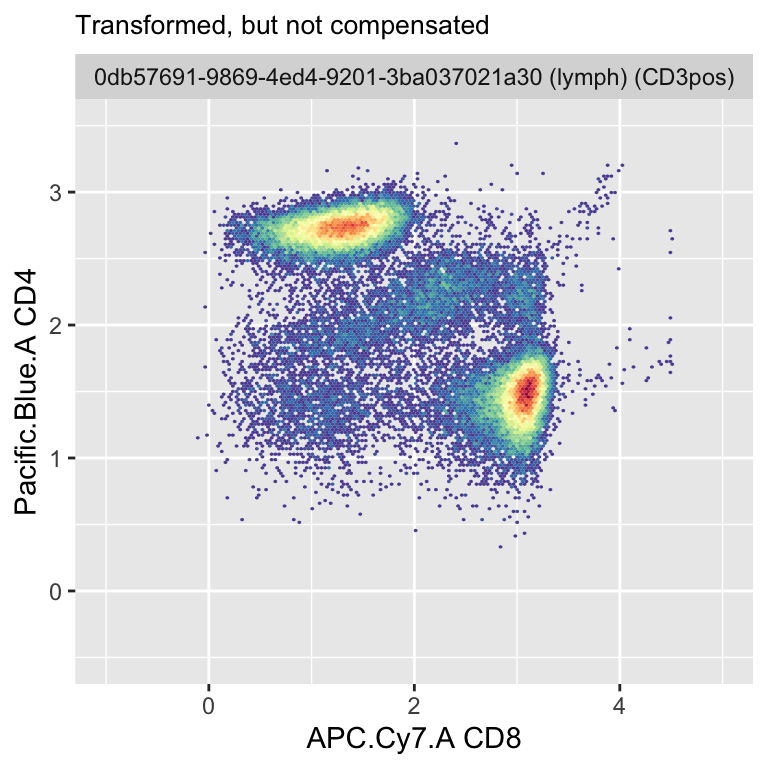 Transformed, but not compensated
0db57691-9869-4ed4-9201-3ba037021a30 (lymph) (CD3pos)
3
2
1
0
Pacific.Blue.A CD4
0 2 4
APC.Cy7.A CD8